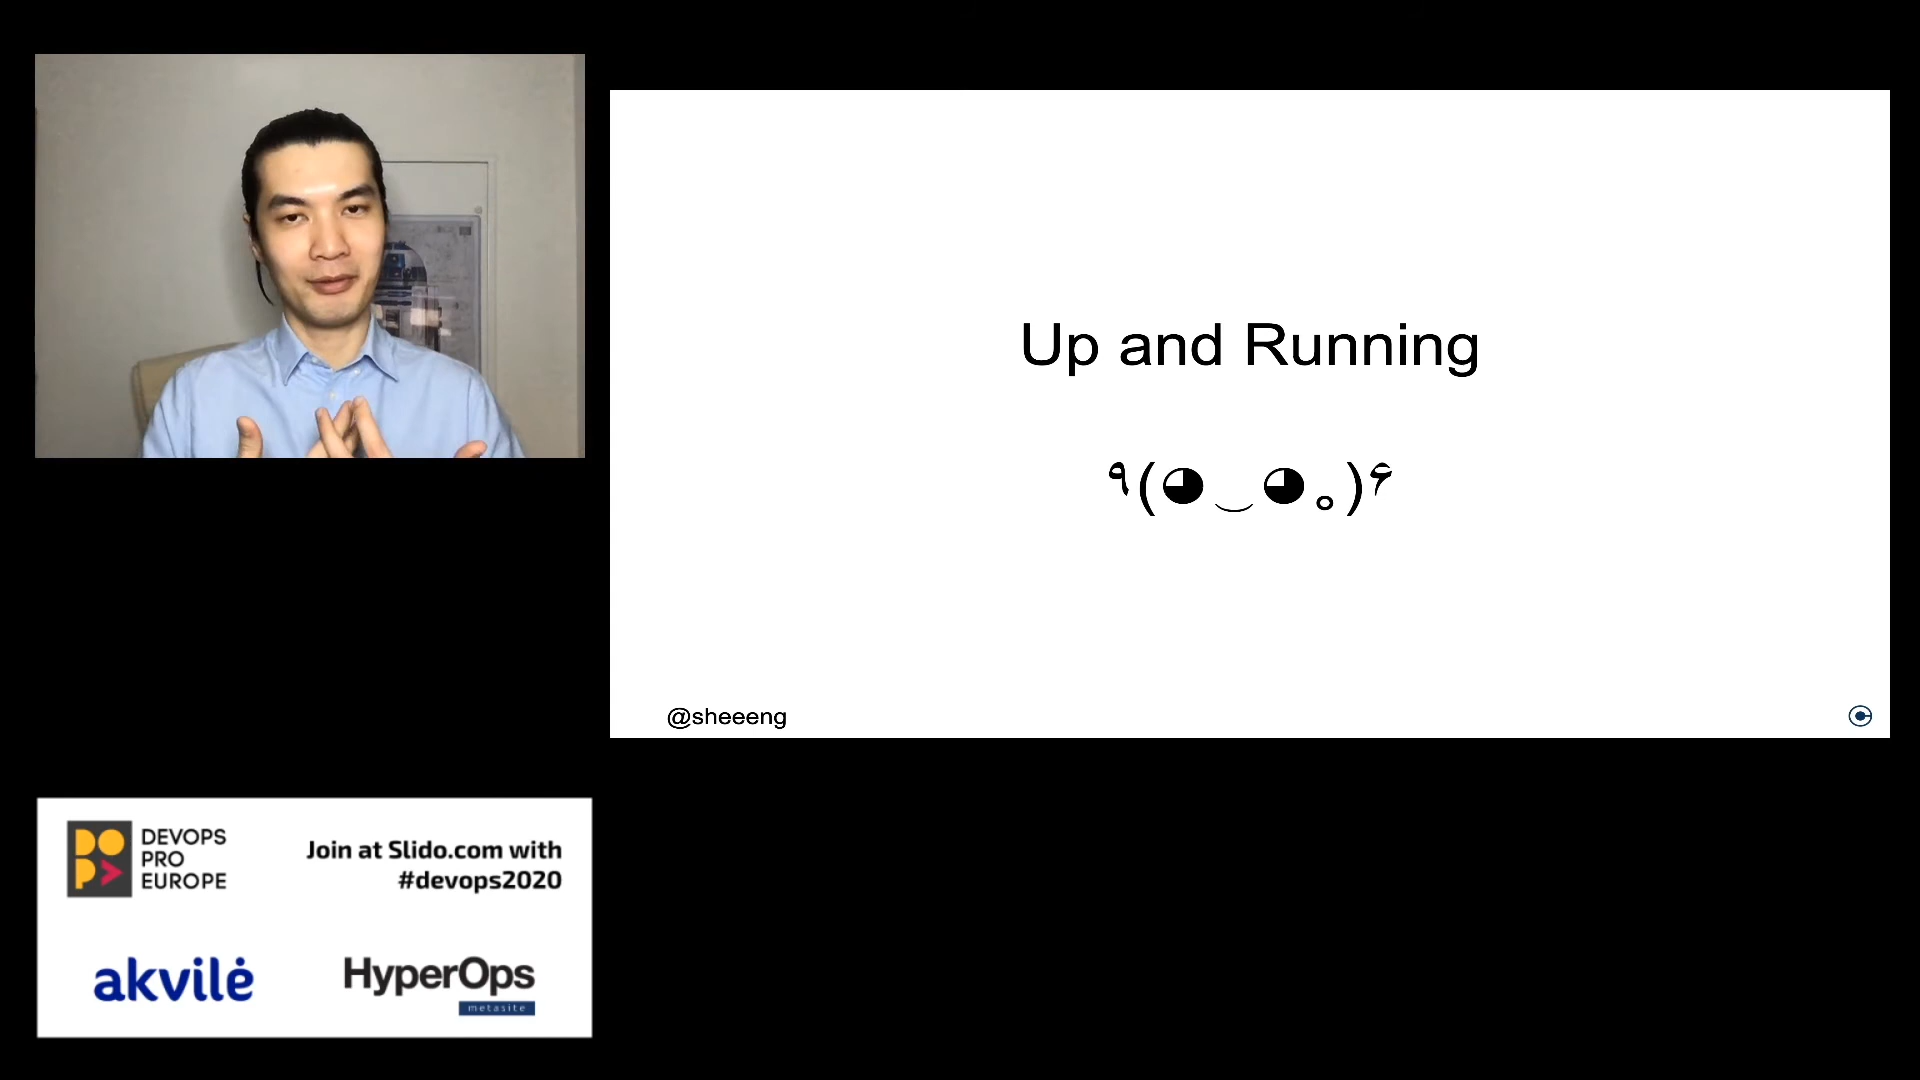 Up and Running
٩(◕‿◕｡)۶
@sheeeng
DEVOPS
PRO
EUROPE
Join at Slido.com with
#devops2020
akvilė
HyperOps
metasite